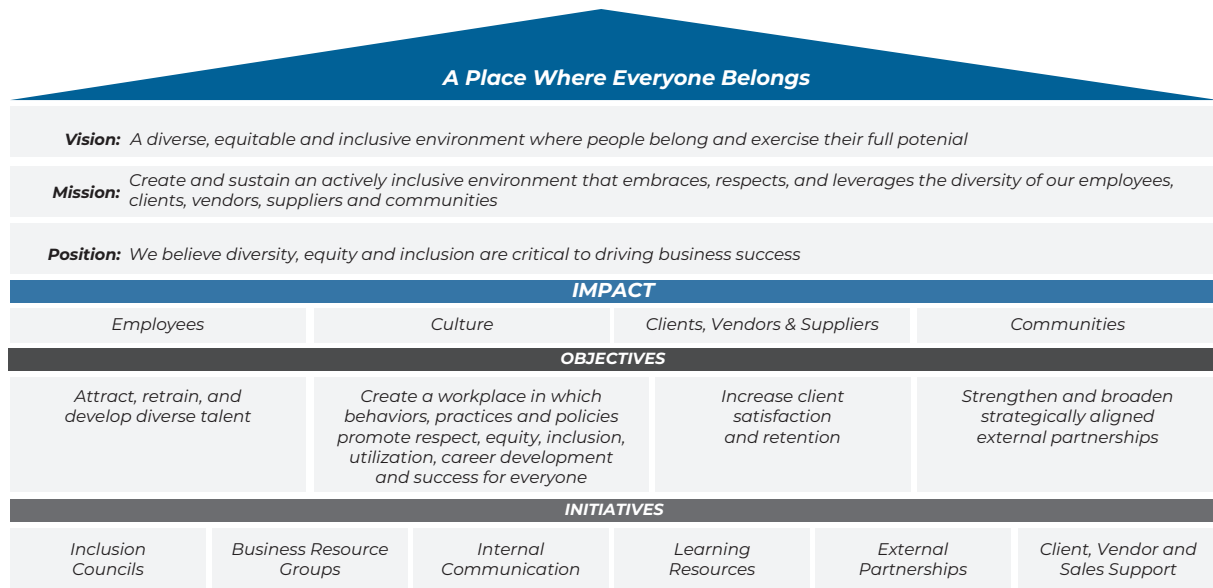 A Place Where Everyone Belongs
Vision: A diverse, equitable and inclusive environment where people belong and exercise their full potenial
Mission: Create and sustain an actively inclusive environment that embraces, respects, and leverages the diversity of our employees,
clients, vendors, suppliers and communities
Position: We believe diversity, equity and inclusion are critical to driving business success
IMPACT
Employees
Culture
Clients, Vendors & Suppliers
Communities
OBJECTIVES
Attract, retrain, and
develop diverse talent
Create a workplace in which
behaviors, practices and policies
promote respect, equity, inclusion,
utilization, career development
and success for everyone
Increase client
satisfaction
and retention
Strengthen and broaden
strategically aligned
external partnerships
INITIATIVES
Inclusion
Councils
Business Resource
Groups
Internal
Communication
Learning
Resources
External
Partnerships
Client, Vendor and
Sales Support